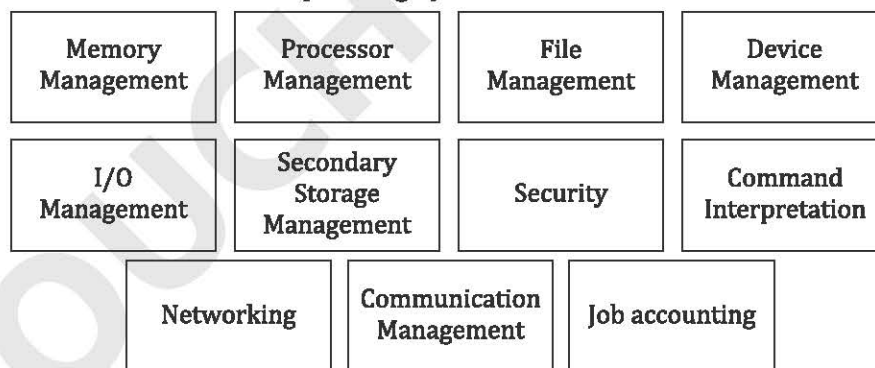 Memory
Management
Processor
Management
File
Management
Device
Management
I/O
Management
Secondary
Storage
Management
Security
Command
Interpretation
Networking
Communication
Management
Job accounting